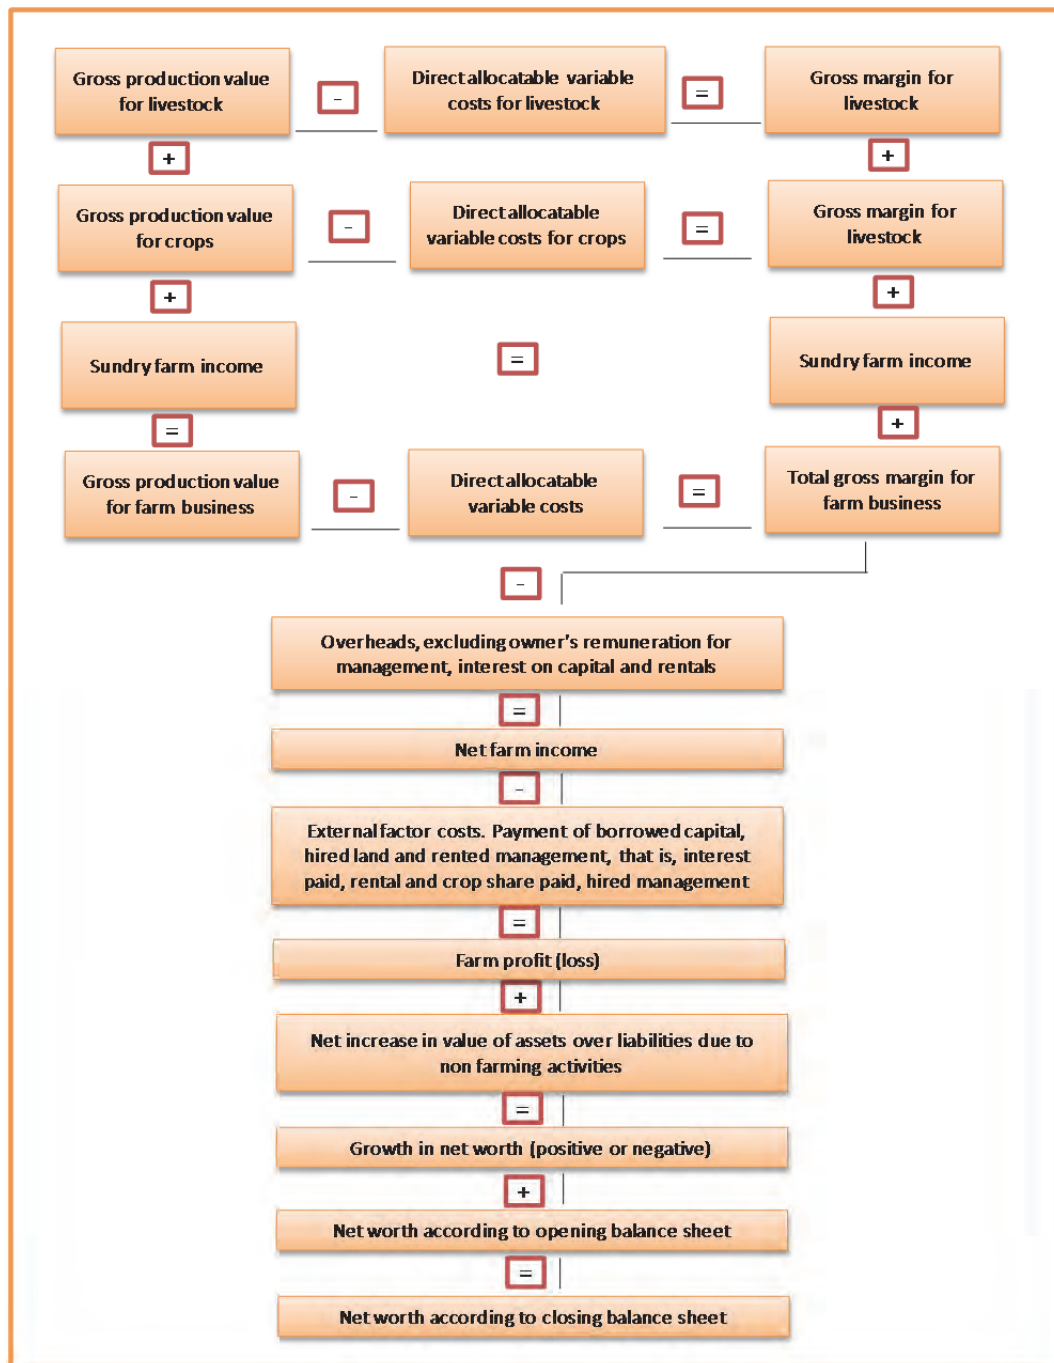 Gross production value
for livestock
-
Direct allocatable variable
costs for livestock
=
Gross margin for
livestock
+
+
Gross production value
for crops
-
Direct allocatable
variable costs for crops
=
Gross margin for
livestock
+
+
Sundry farm income
=
Sundry farm income
=
+
Gross production value
for farm business
-
Direct allocatable
variable costs
=
Total gross margin for
farm business
-
Overheads, excluding owner's remuneration for
management, interest on capital and rentals
=
Net farm income
-
External factor costs. Payment of borrowed capital,
hired land and rented management, that is, interest
paid, rental and crop share paid, hired management
=
Farm profit (loss)
+
Net increase in value of assets over liabilities due to
non farming activities
=
Growth in net worth (positive or negative)
+
Net worth according to opening balance sheet
=
Net worth according to closing balance sheet